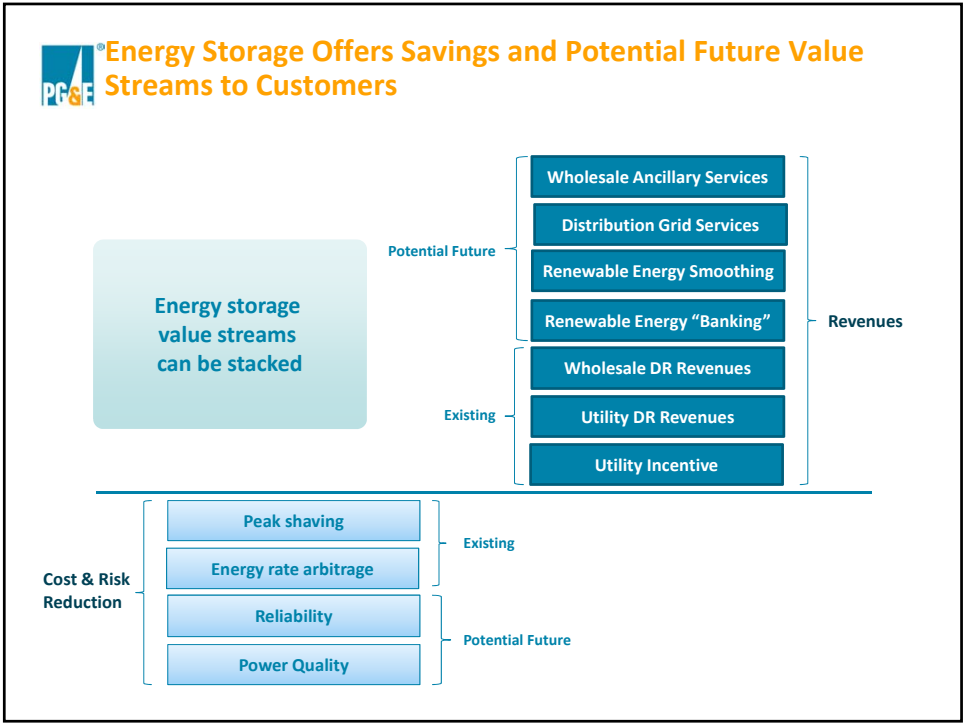 PG&E
®
Energy Storage Offers Savings and Potential Future Value
Streams to Customers
Energy storage
value streams
can be stacked
Potential Future
Wholesale Ancillary Services
Distribution Grid Services
Renewable Energy Smoothing
Renewable Energy “Banking”
Revenues
Existing
Wholesale DR Revenues
Utility DR Revenues
Utility Incentive
Cost & Risk
Reduction
Peak shaving
Energy rate arbitrage
Existing
Reliability
Power Quality
Potential Future